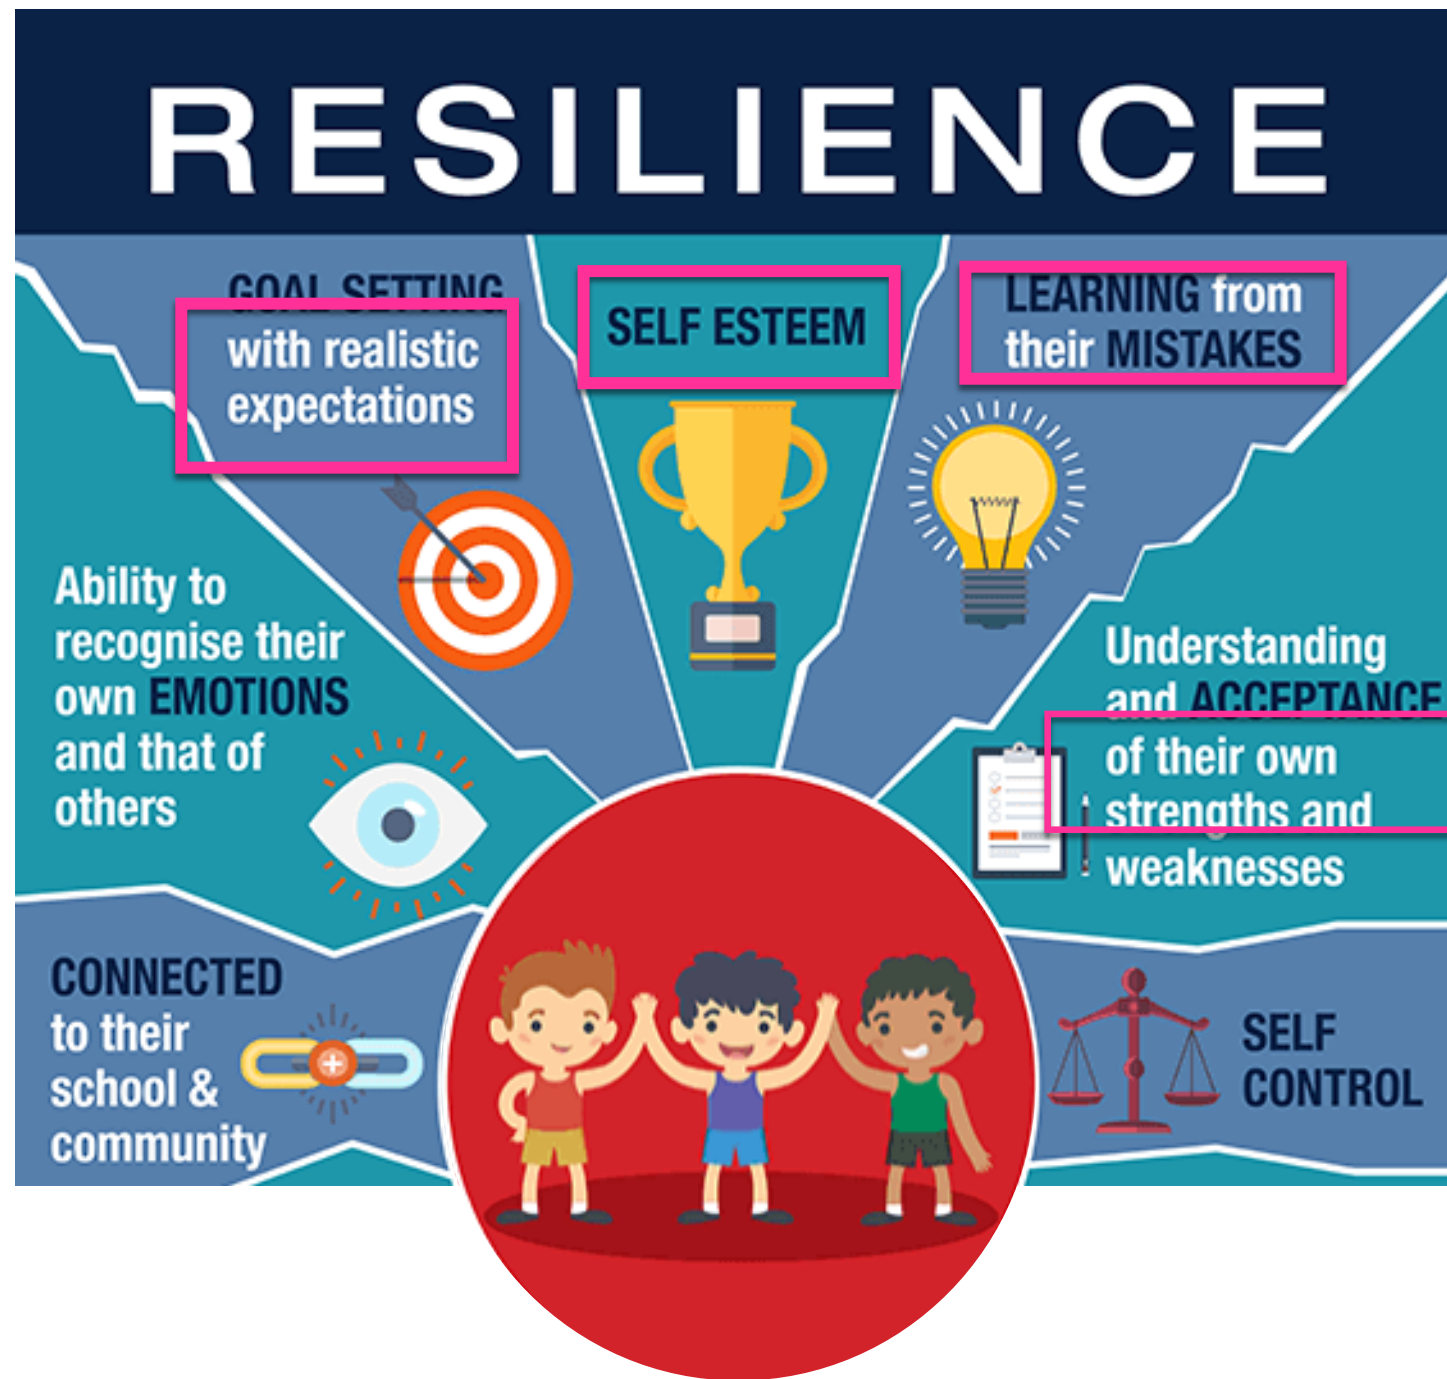 RESILIENCE
GOAL SETTING
with realistic
expectations
SELF ESTEEM
LEARNING from
their MISTAKES
Ability to
recognise their
own EMOTIONS
and that of
others
Understanding
and ACCEPTANCE
of their own
strengths and
weaknesses
CONNECTED
to their
school &
community
SELF
CONTROL